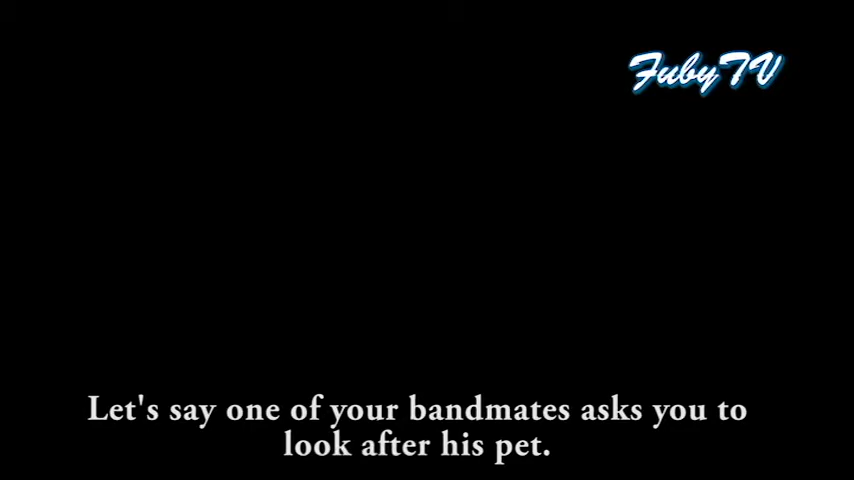 FubyTV
Let's say one of your bandmates asks you to
look after his pet.